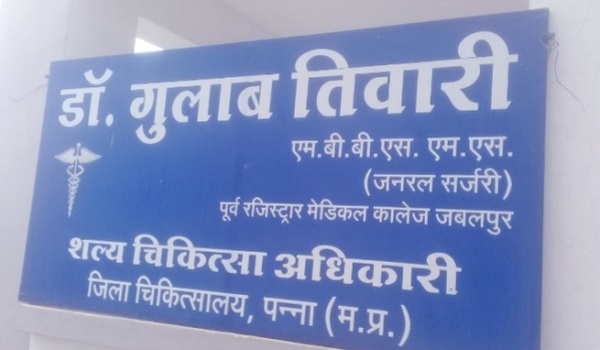 डॉ. गुलाब तिवारी
एम.बी.बी.एस. एम.एस.
(जनरल सर्जरी)
पूर्व रजिस्ट्रार मेडिकल कालेज जबलपुर
शल्य चिकित्सा अधिकारी
जिला चिकित्सालय, पन्ना (म.प्र.)